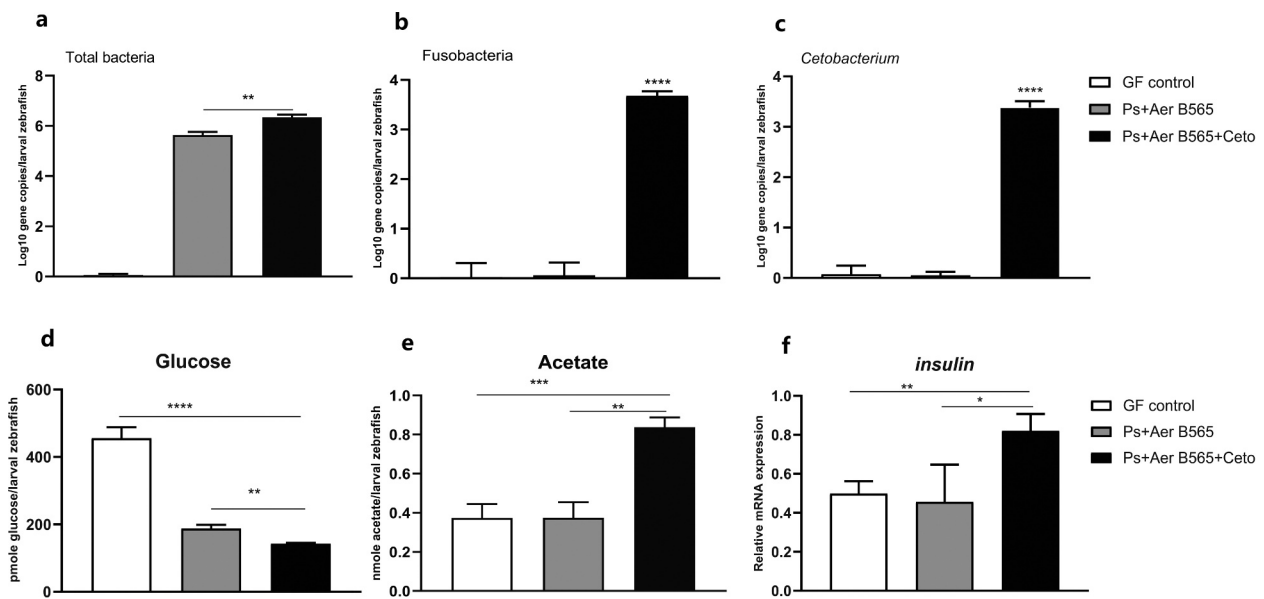 a
Total bacteria
Log10 gene copies/larval zebrafish
8
6
4
2
0
**
b
Fusobacteria
Log10 gene copies/larval zebrafish
4
3
2
1
0
****
c
Cetobacterium
Log10 gene copies/larval zebrafish
4
3
2
1
0
****
GF control
Ps+Aer B565
Ps+Aer B565+Ceto
d
Glucose
pmole glucose/larval zebrafish
600
400
200
0
****
**
e
Acetate
nmole acetate/larval zebrafish
1.0
0.8
0.6
0.4
0.2
0.0
***
**
f
insulin
Relative mRNA expression
1.0
0.8
0.6
0.4
0.2
0.0
**
*
GF control
Ps+Aer B565
Ps+Aer B565+Ceto